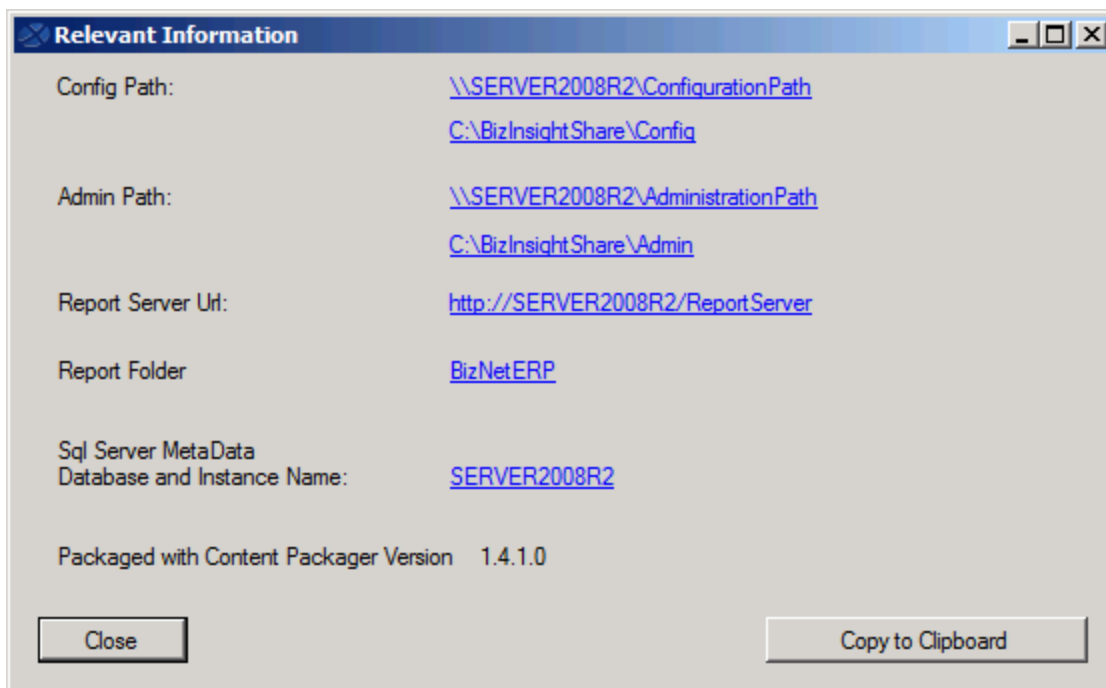 Relevant Information
Config Path: \\SERVER2008R2\ConfigurationPath
C:\BizInsightShare\Config
Admin Path: \\SERVER2008R2\AdministrationPath
C:\BizInsightShare\Admin
Report Server Url: http://SERVER2008R2/ReportServer
Report Folder BizNetERP
Sql Server MetaData
Database and Instance Name: SERVER2008R2
Packaged with Content Packager Version 1.4.1.0
Close Copy to Clipboard